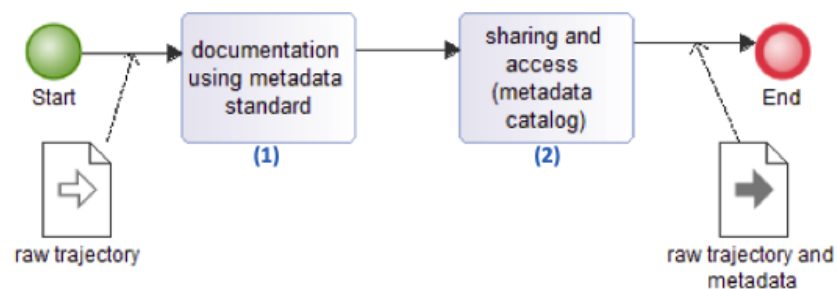 Start
documentation
using metadata
standard
(1)
sharing and
access
(metadata
catalog)
(2)
End
raw trajectory
raw trajectory and
metadata